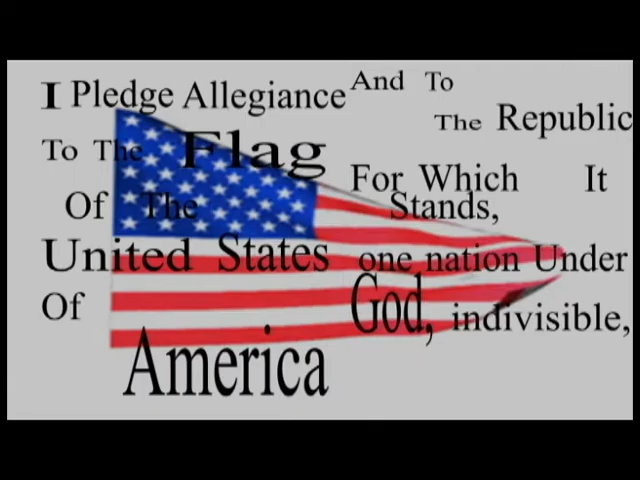 I Pledge Allegiance
To The Flag
Of The
United States
Of
America
And To
The Republic
For Which It
Stands,
one nation Under
God, indivisible,